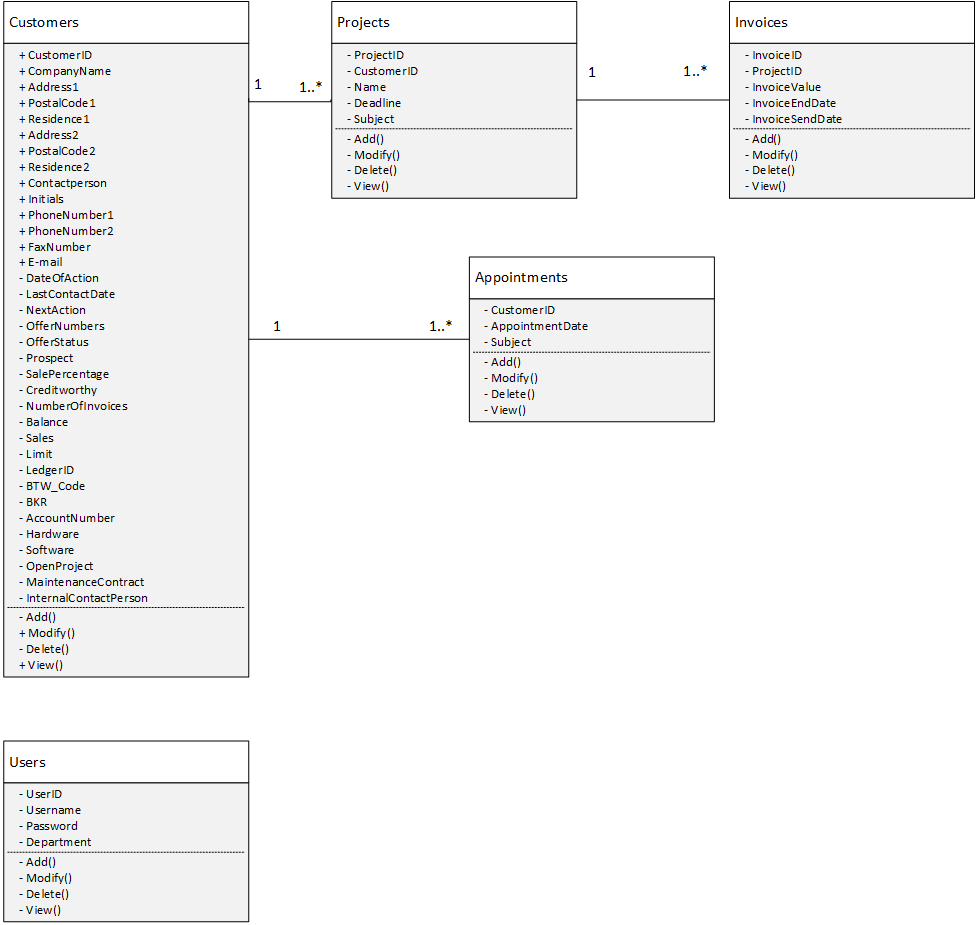 Customers
+ CustomerID
+ CompanyName
+ Address1
+ PostalCode1
+ Residence1
+ Address2
+ PostalCode2
+ Residence2
+ Contactperson
+ Initials
+ PhoneNumber1
+ PhoneNumber2
+ FaxNumber
+ E-mail
- DateOfAction
- LastContactDate
- NextAction
- OfferNumbers
- OfferStatus
- Prospect
- SalePercentage
- Creditworthy
- NumberOfInvoices
- Balance
- Sales
- Limit
- LedgerID
- BTW_Code
- BKR
- AccountNumber
- Hardware
- Software
- OpenProject
- MaintenanceContract
- InternalContactPerson
- Add()
+ Modify()
- Delete()
+ View()
1
1..*
Projects
- ProjectID
- CustomerID
- Name
- Deadline
- Subject
- Add()
- Modify()
- Delete()
- View()
1
1..*
Invoices
- InvoiceID
- ProjectID
- InvoiceValue
- InvoiceEndDate
- InvoiceSendDate
- Add()
- Modify()
- Delete()
- View()
1
1..*
Appointments
- CustomerID
- AppointmentDate
- Subject
- Add()
- Modify()
- Delete()
- View()
Users
- UserID
- Username
- Password
- Department
- Add()
- Modify()
- Delete()
- View()